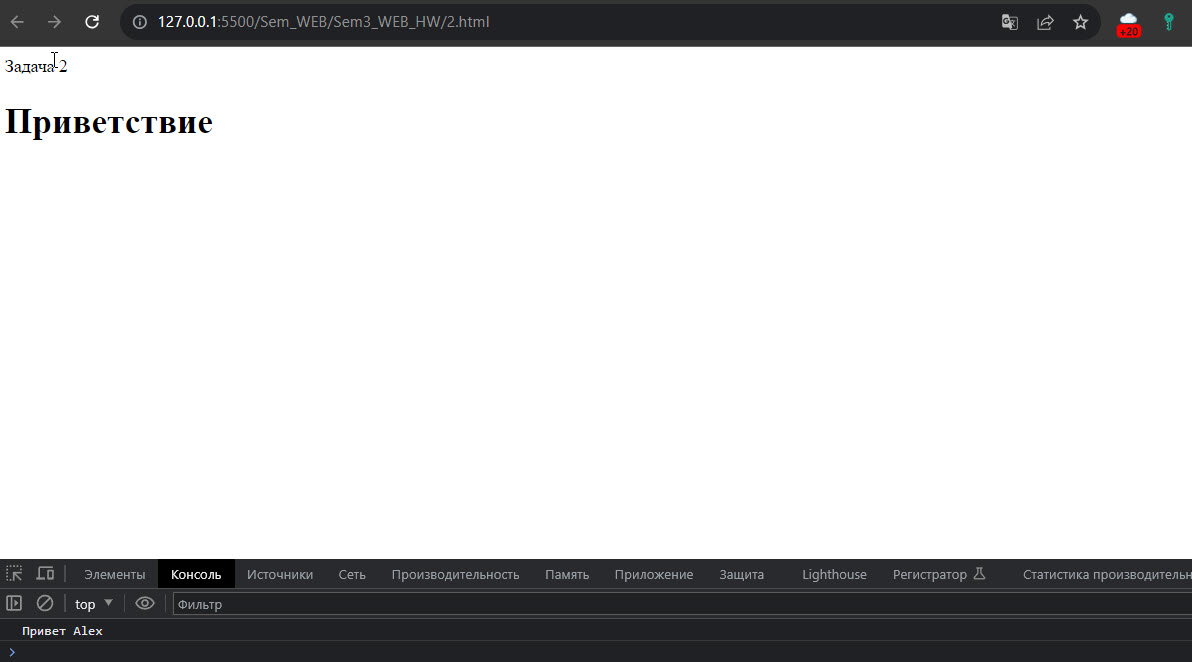 127.0.0.1:5500/Sem_WEB/Sem3_WEB_HW/2.html
+20
Задача-2
Приветствие
Элементы Консоль Источники Сеть Производительность Память Приложение Защита Lighthouse Регистратор Статистика производительн
top Фильтр
Привет Alex